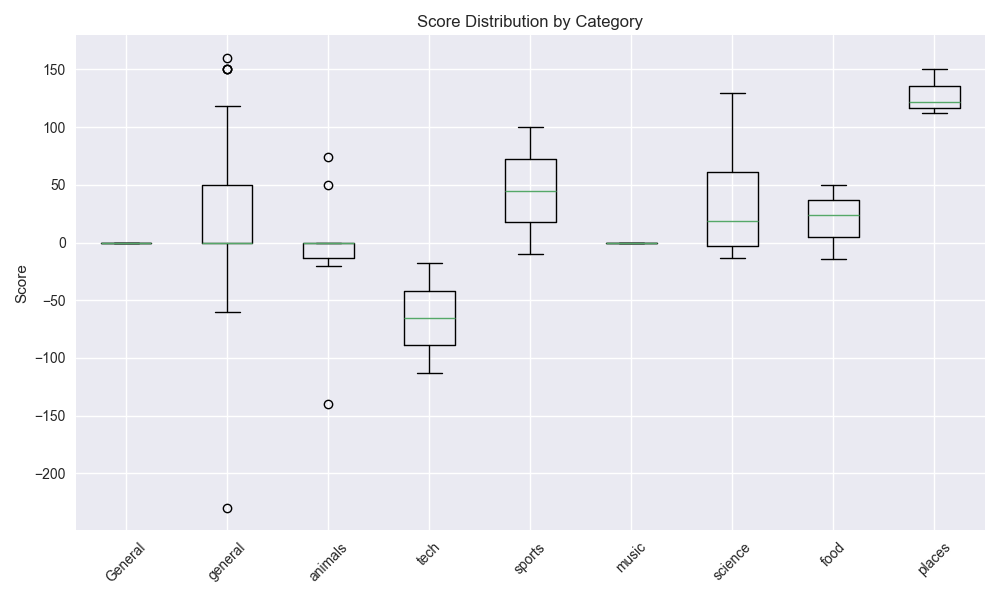 Score Distribution by Category
Score
150
100
50
0
−50
−100
−150
−200
General
general
animals
tech
sports
music
science
food
places